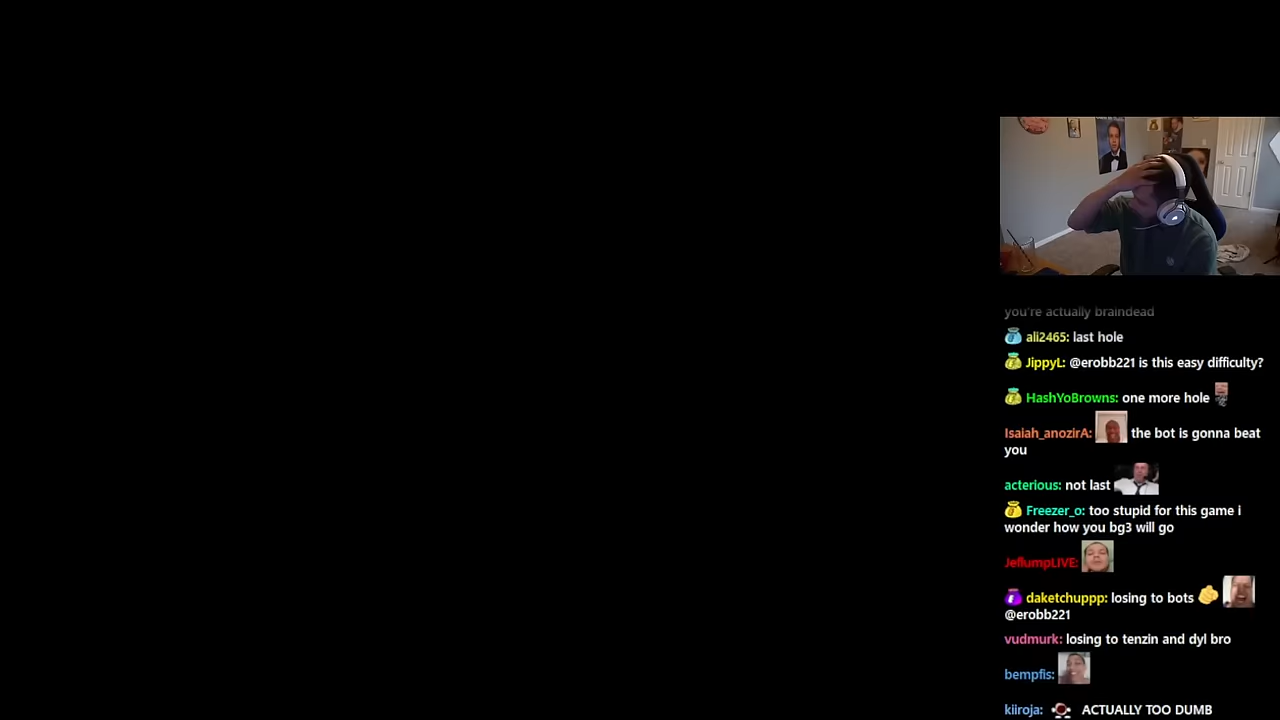 you're actually braindead
ali2465: last hole
JippyL: @erobb221 is this easy difficulty?
HashYoBrowns: one more hole
Isaiah_anozirA: the bot is gonna beat
you
acterious: not last
Freezer_o: too stupid for this game i
wonder how you bg3 will go
JeflumpLIVE:
daketchuppp: losing to bots
@erobb221
vudmurk: losing to tenzin and dyl bro
bempfis:
kiiroja: ACTUALLY TOO DUMB